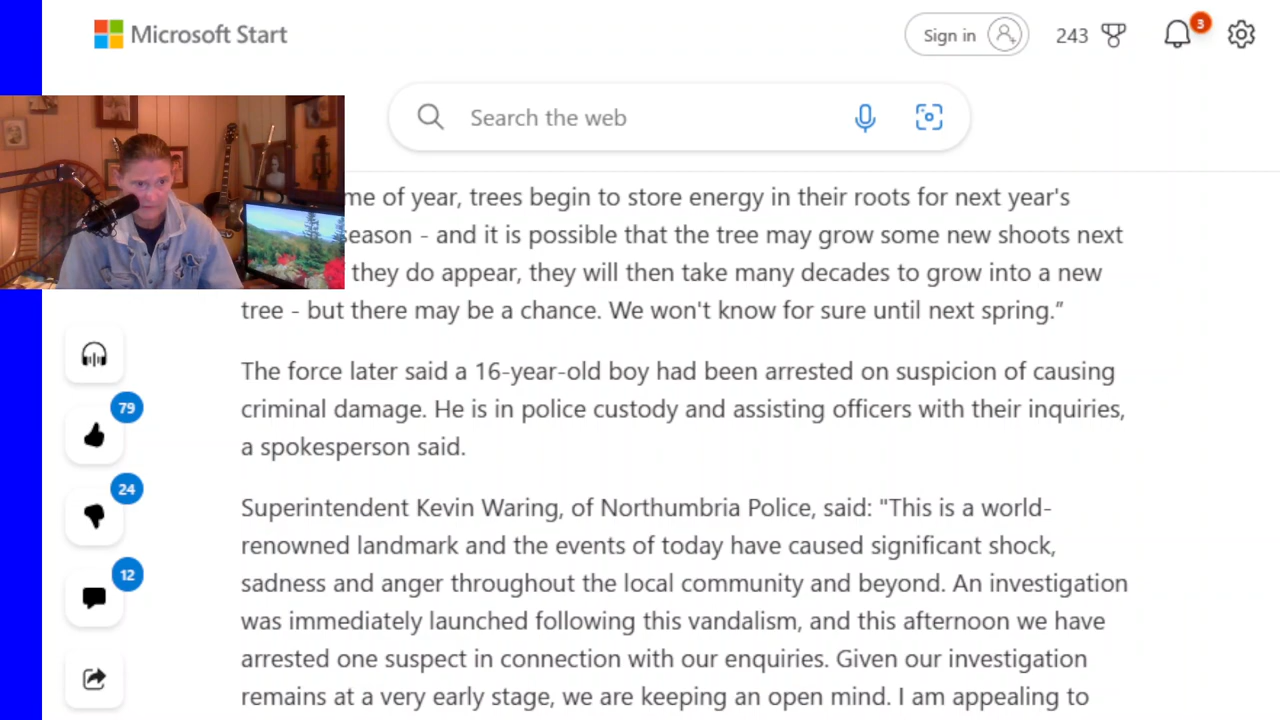 Microsoft Start
Sign in
243
3
Search the web
me of year, trees begin to store energy in their roots for next year's
season - and it is possible that the tree may grow some new shoots next
they do appear, they will then take many decades to grow into a new
tree - but there may be a chance. We won't know for sure until next spring.”
The force later said a 16-year-old boy had been arrested on suspicion of causing
criminal damage. He is in police custody and assisting officers with their inquiries,
a spokesperson said.
79
24
12
Superintendent Kevin Waring, of Northumbria Police, said: "This is a world-
renowned landmark and the events of today have caused significant shock,
sadness and anger throughout the local community and beyond. An investigation
was immediately launched following this vandalism, and this afternoon we have
arrested one suspect in connection with our enquiries. Given our investigation
remains at a very early stage, we are keeping an open mind. I am appealing to